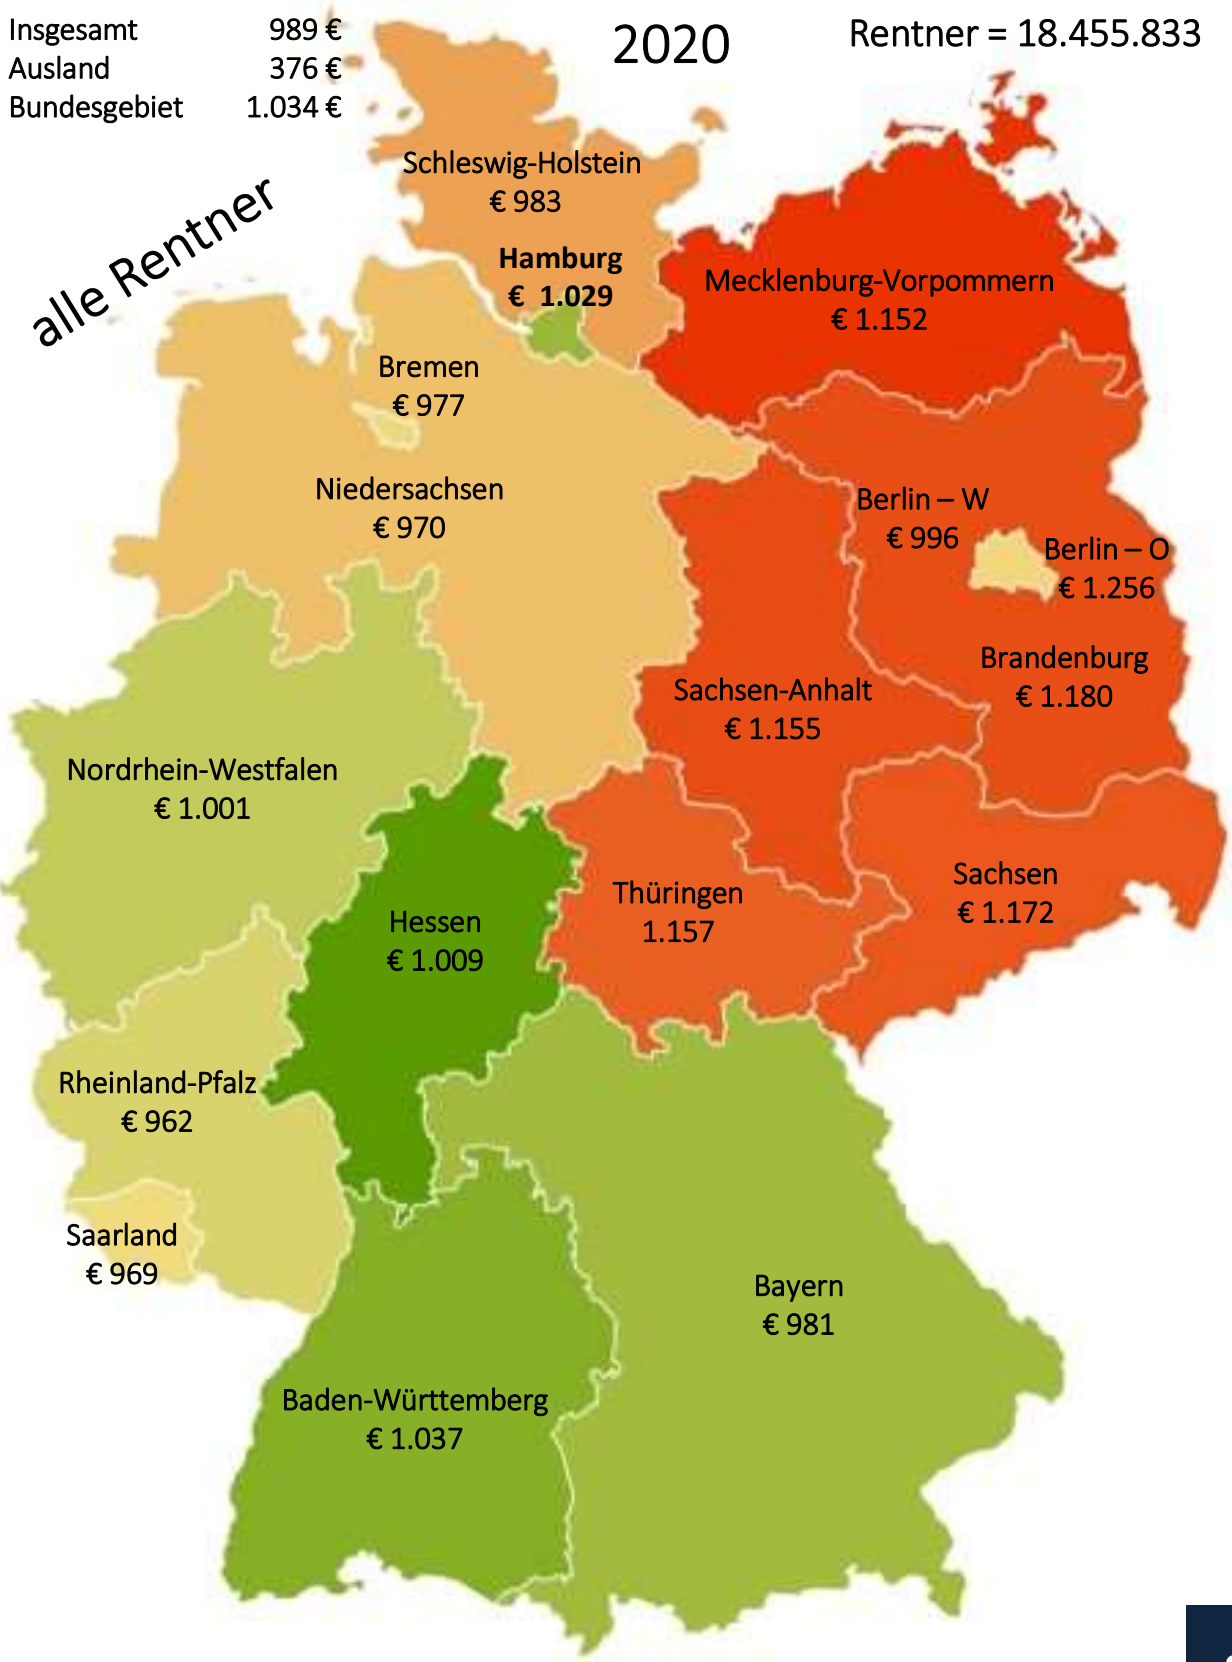 Insgesamt 989 €
Ausland 376 €
Bundesgebiet 1.034 €
2020
Rentner = 18.455.833
alle Rentner
Schleswig-Holstein
€ 983
Hamburg
€ 1.029
Mecklenburg-Vorpommern
€ 1.152
Bremen
€ 977
Niedersachsen
€ 970
Berlin – W
€ 996
Berlin – O
€ 1.256
Brandenburg
€ 1.180
Sachsen-Anhalt
€ 1.155
Nordrhein-Westfalen
€ 1.001
Sachsen
€ 1.172
Thüringen
1.157
Hessen
€ 1.009
Rheinland-Pfalz
€ 962
Saarland
€ 969
Bayern
€ 981
Baden-Württemberg
€ 1.037